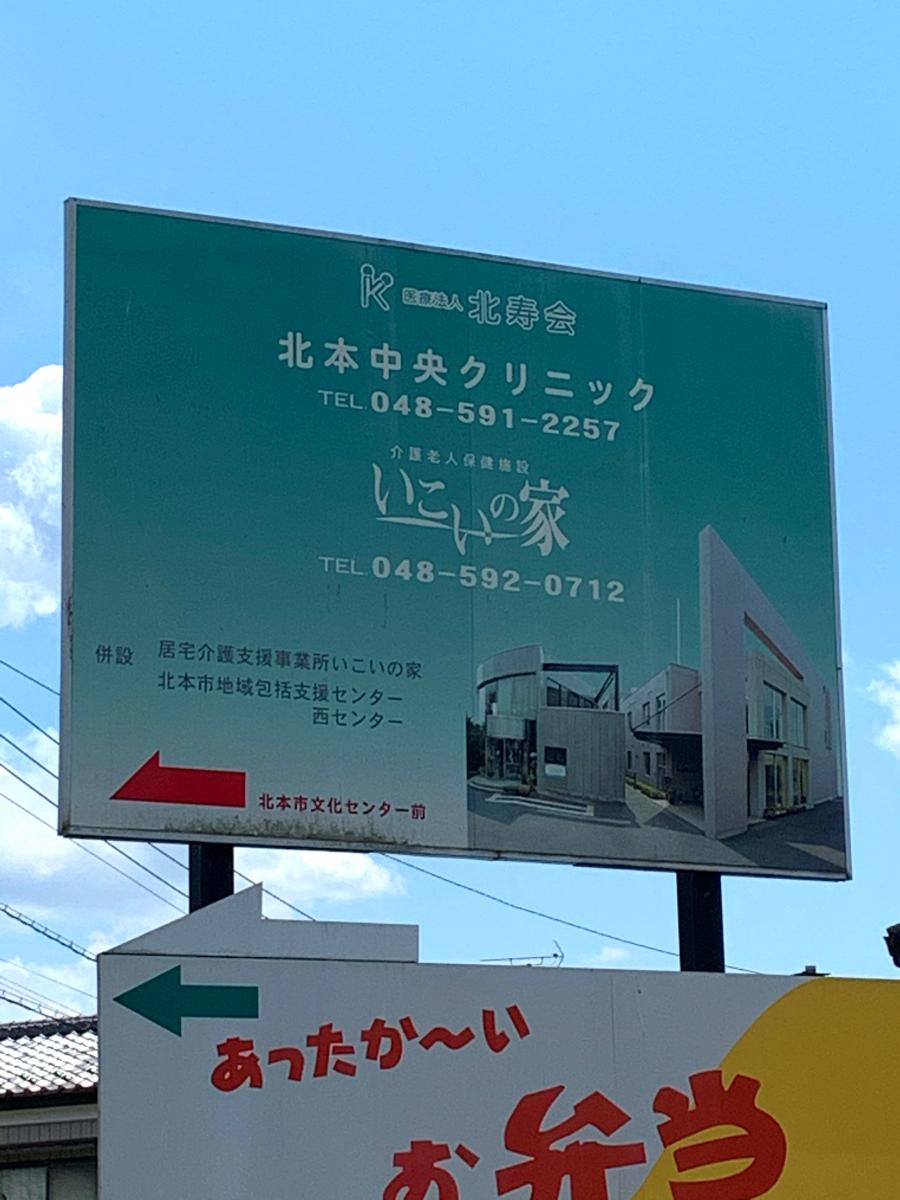 医療法人 北寿会
北本中央クリニック
TEL.048-591-2257
介護老人保健施設
いこいの家
TEL.048-592-0712
併設 居宅介護支援事業所いこいの家
北本市地域包括支援センター
西センター
北本市文化センター前
あったか〜い
お弁当